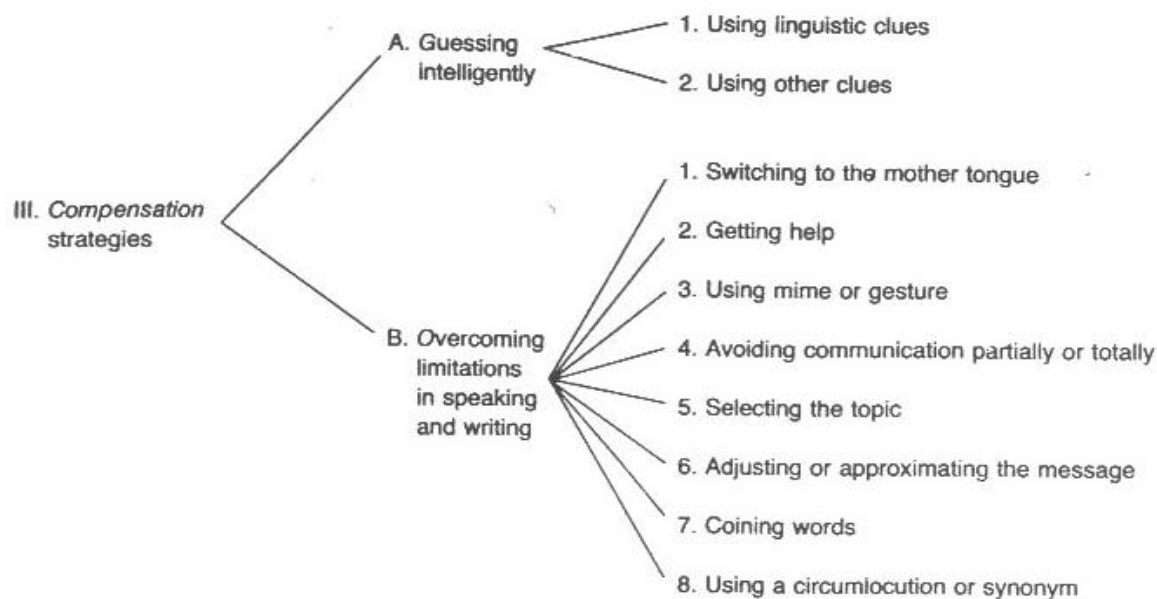 A. Guessing
intelligently
1. Using linguistic clues
2. Using other clues
III. Compensation
strategies
B. Overcoming
limitations
in speaking
and writing
1. Switching to the mother tongue
2. Getting help
3. Using mime or gesture
4. Avoiding communication partially or totally
5. Selecting the topic
6. Adjusting or approximating the message
7. Coining words
8. Using a circumlocution or synonym